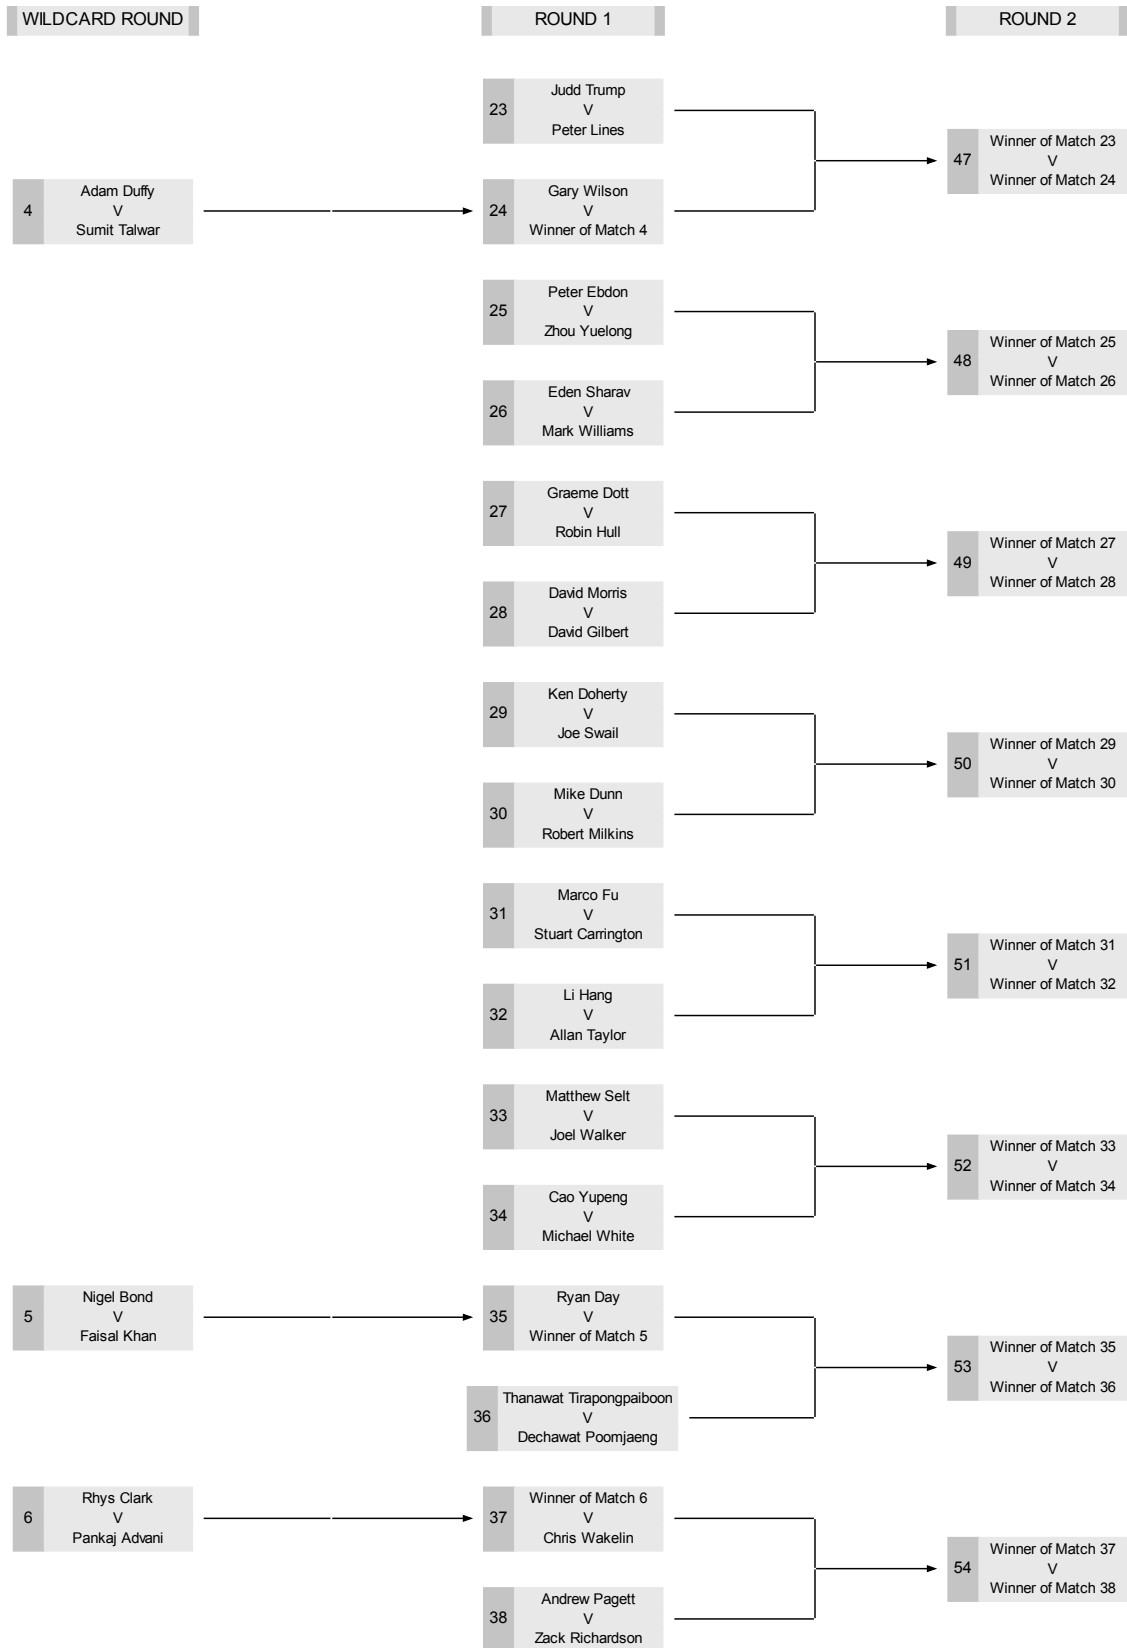 WILDCARD ROUND
ROUND 1
ROUND 2
23
Judd Trump
V
Peter Lines
47
Winner of Match 23
V
Winner of Match 24
4
Adam Duffy
V
Sumit Talwar
24
Gary Wilson
V
Winner of Match 4
25
Peter Ebdon
V
Zhou Yuelong
48
Winner of Match 25
V
Winner of Match 26
26
Eden Sharav
V
Mark Williams
27
Graeme Dott
V
Robin Hull
49
Winner of Match 27
V
Winner of Match 28
28
David Morris
V
David Gilbert
29
Ken Doherty
V
Joe Swail
50
Winner of Match 29
V
Winner of Match 30
30
Mike Dunn
V
Robert Milkins
31
Marco Fu
V
Stuart Carrington
51
Winner of Match 31
V
Winner of Match 32
32
Li Hang
V
Allan Taylor
33
Matthew Selt
V
Joel Walker
52
Winner of Match 33
V
Winner of Match 34
34
Cao Yupeng
V
Michael White
5
Nigel Bond
V
Faisal Khan
35
Ryan Day
V
Winner of Match 5
53
Winner of Match 35
V
Winner of Match 36
36
Thanawat Tirapongpaiboon
V
Dechawat Poomjaeng
6
Rhys Clark
V
Pankaj Advani
37
Winner of Match 6
V
Chris Wakelin
54
Winner of Match 37
V
Winner of Match 38
38
Andrew Pagett
V
Zack Richardson